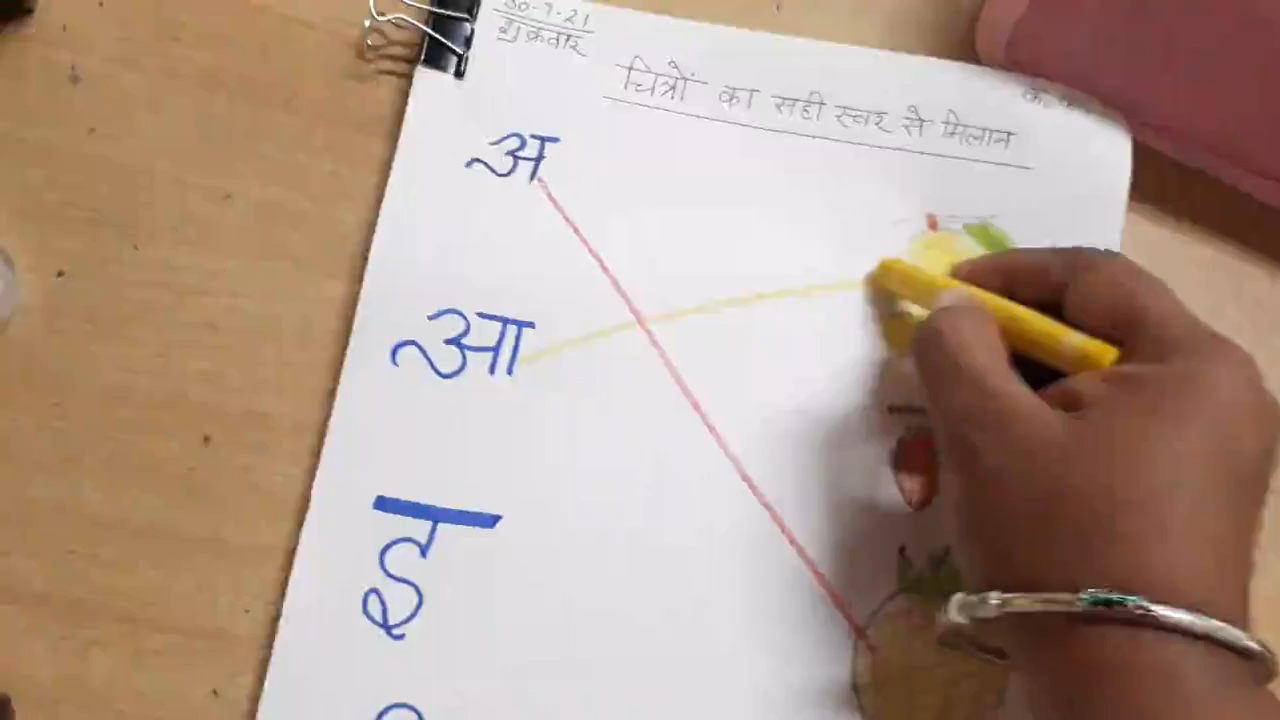 30-7-21
शुक्रवार
चित्रों का सही स्वर से मिलान
अ
आ
इ